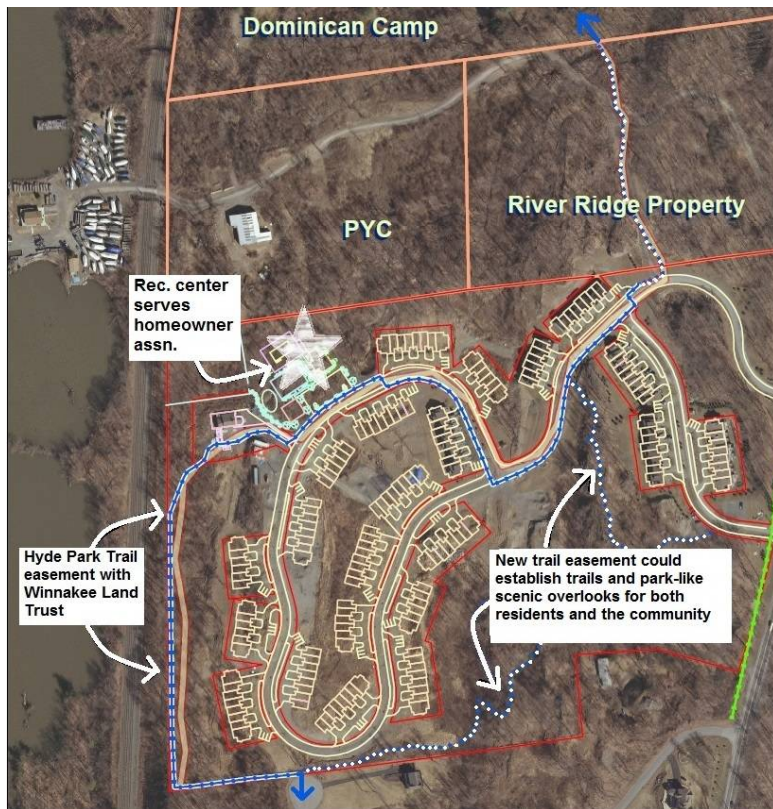 Dominican Camp
River Ridge Property
PYC
Rec. center
serves
homeowner
assn.
Hyde Park Trail
easement with
Winnakee Land
Trust
New trail easement could
establish trails and park-like
scenic overlooks for both
residents and the community